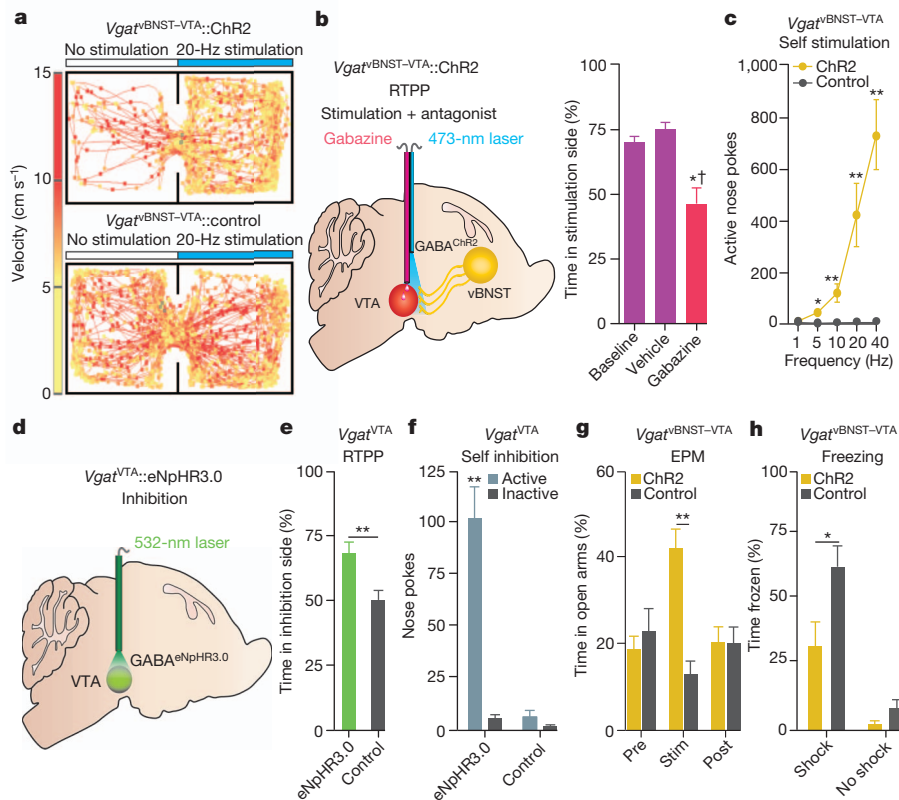 a
Vgat^vBNST–VTA::ChR2
No stimulation 20-Hz stimulation
Velocity (cm s⁻¹)
15
10
5
0
Vgat^vBNST–VTA::control
No stimulation 20-Hz stimulation
b
Vgat^vBNST–VTA::ChR2
RTPP
Stimulation + antagonist
Gabazine 473-nm laser
GABA^ChR2
VTA
vBNST
Time in stimulation side (%)
100
75
50
25
0
*†
Baseline
Vehicle
Gabazine
c
Vgat^vBNST–VTA
Self stimulation
ChR2
Control
Active nose pokes
1,000
800
600
400
200
0
*
**
**
**
1 5 10 20 40
Frequency (Hz)
d
Vgat^VTA::eNpHR3.0
Inhibition
532-nm laser
GABA^eNpHR3.0
VTA
e
Vgat^VTA
RTPP
Time in inhibition side (%)
100
75
50
25
0
**
eNpHR3.0
Control
f
Vgat^VTA
Self inhibition
Active
Inactive
Nose pokes
125
100
75
50
25
0
**
eNpHR3.0
Control
g
Vgat^vBNST–VTA
EPM
ChR2
Control
Time in open arms (%)
60
40
20
0
**
Pre
Stim
Post
h
Vgat^vBNST–VTA
Freezing
ChR2
Control
Time frozen (%)
100
75
50
25
0
*
Shock
No shock